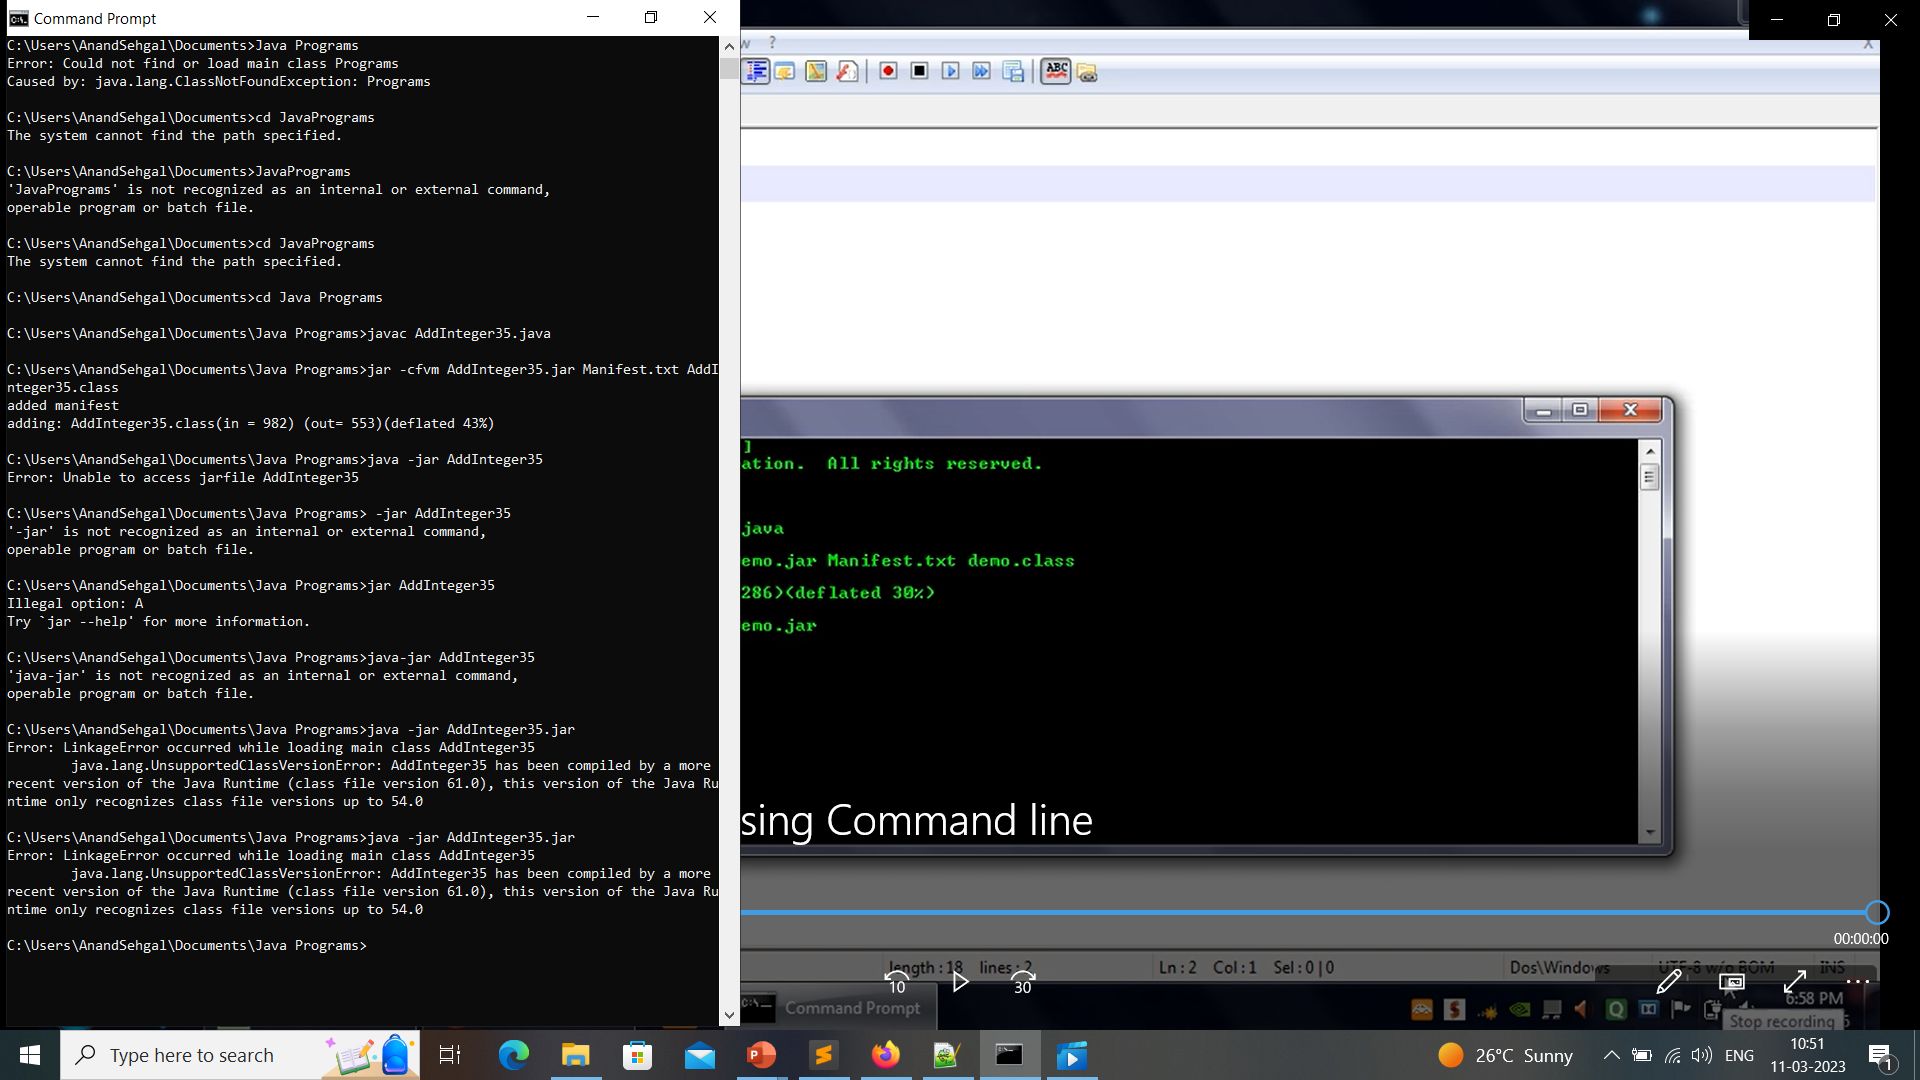 Command Prompt
C:\Users\AnandSehgal\Documents>Java Programs
Error: Could not find or load main class Programs
Caused by: java.lang.ClassNotFoundException: Programs
C:\Users\AnandSehgal\Documents>cd JavaPrograms
The system cannot find the path specified.
C:\Users\AnandSehgal\Documents>JavaPrograms
'JavaPrograms' is not recognized as an internal or external command,
operable program or batch file.
C:\Users\AnandSehgal\Documents>cd JavaPrograms
The system cannot find the path specified.
C:\Users\AnandSehgal\Documents>cd Java Programs
C:\Users\AnandSehgal\Documents\Java Programs>javac AddInteger35.java
C:\Users\AnandSehgal\Documents\Java Programs>jar -cfvm AddInteger35.jar Manifest.txt AddI
nteger35.class
added manifest
adding: AddInteger35.class(in = 982) (out= 553)(deflated 43%)
C:\Users\AnandSehgal\Documents\Java Programs>java -jar AddInteger35
Error: Unable to access jarfile AddInteger35
C:\Users\AnandSehgal\Documents\Java Programs> -jar AddInteger35
'-jar' is not recognized as an internal or external command,
operable program or batch file.
C:\Users\AnandSehgal\Documents\Java Programs>jar AddInteger35
Illegal option: A
Try `jar --help' for more information.
C:\Users\AnandSehgal\Documents\Java Programs>java-jar AddInteger35
'java-jar' is not recognized as an internal or external command,
operable program or batch file.
C:\Users\AnandSehgal\Documents\Java Programs>java -jar AddInteger35.jar
Error: LinkageError occurred while loading main class AddInteger35
java.lang.UnsupportedClassVersionError: AddInteger35 has been compiled by a more
recent version of the Java Runtime (class file version 61.0), this version of the Java Ru
ntime only recognizes class file versions up to 54.0
C:\Users\AnandSehgal\Documents\Java Programs>java -jar AddInteger35.jar
Error: LinkageError occurred while loading main class AddInteger35
java.lang.UnsupportedClassVersionError: AddInteger35 has been compiled by a more
recent version of the Java Runtime (class file version 61.0), this version of the Java Ru
ntime only recognizes class file versions up to 54.0
C:\Users\AnandSehgal\Documents\Java Programs>
w ?
ABC
]
ation. All rights reserved.
java
emo.jar Manifest.txt demo.class
286)(deflated 30%)
emo.jar
sing Command line
00:00:00
length : 18 lines : 2
Ln : 2 Col : 1 Sel : 0 | 0
Dos\Windows
UTF-8 w/o BOM
INS
10
30
Command Prompt
6:58 PM
Stop recording
Type here to search
26°C Sunny
ENG
10:51
11-03-2023
1